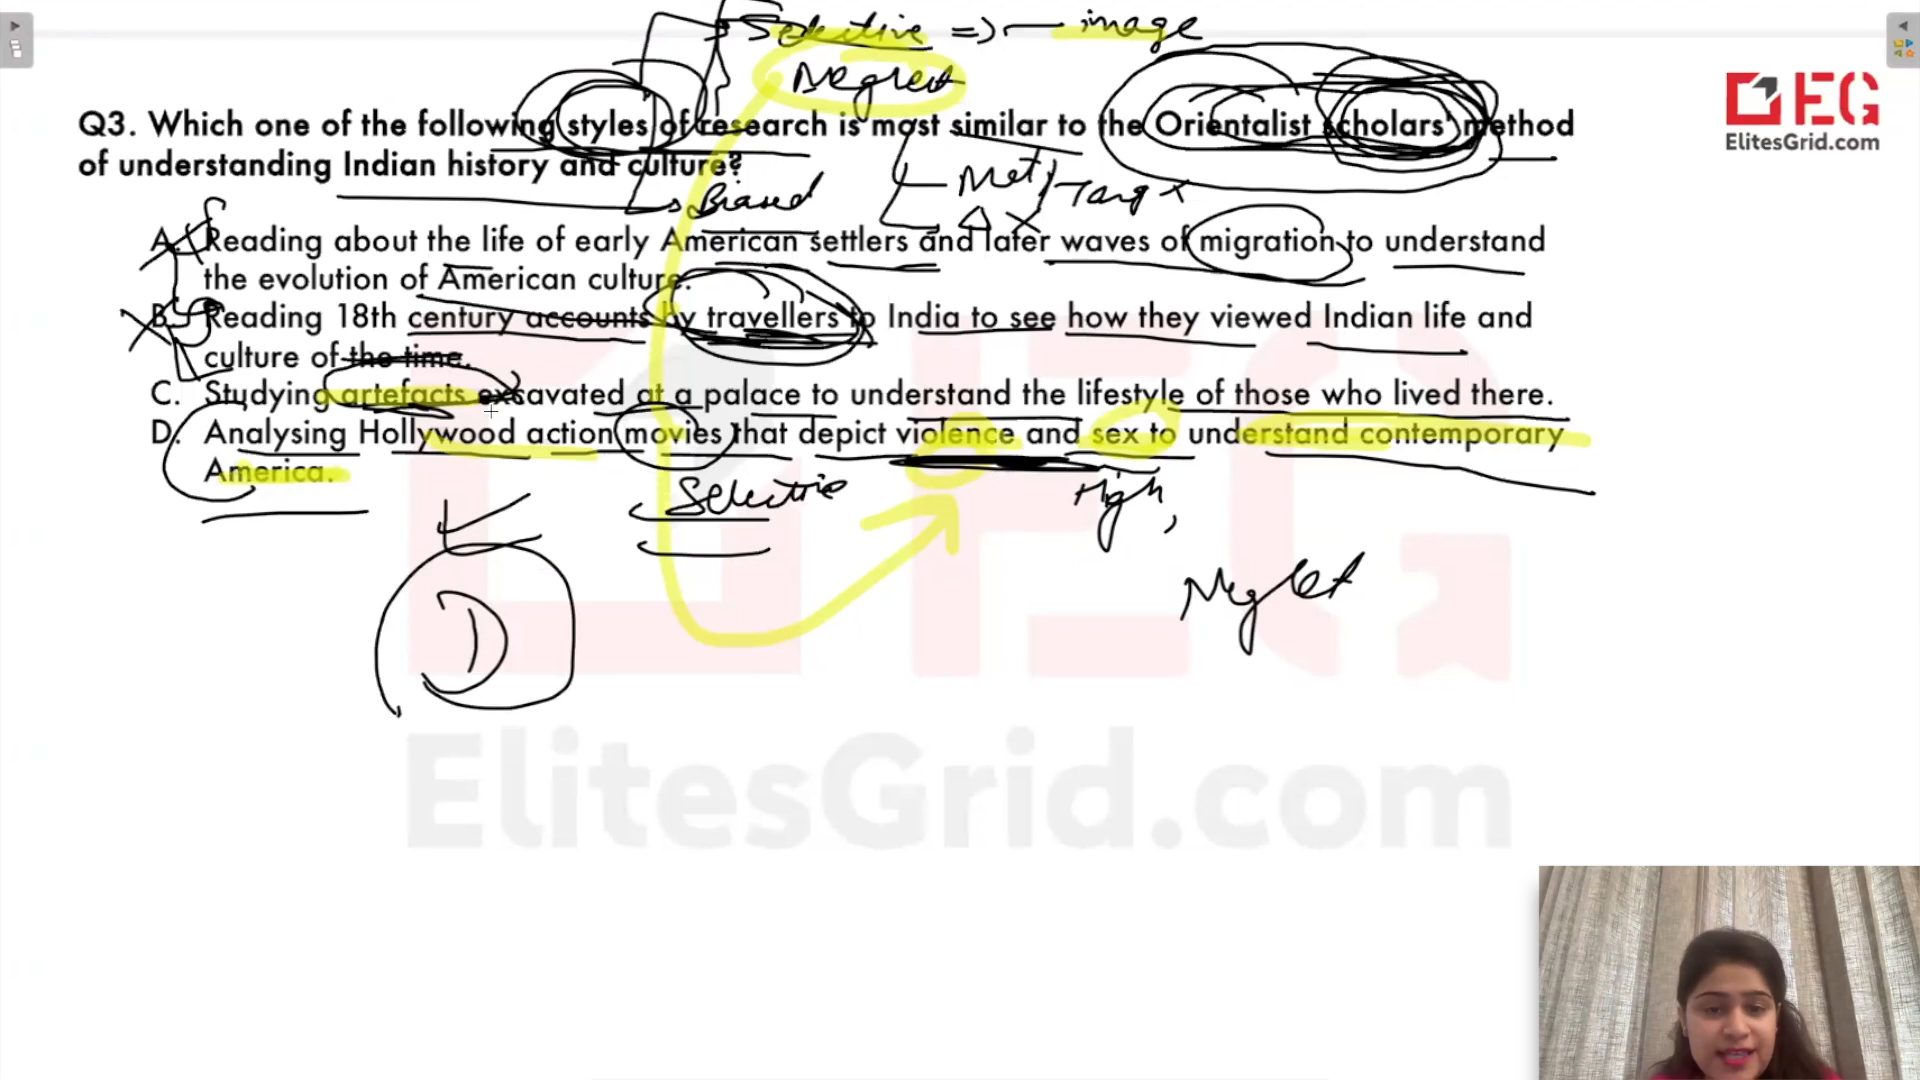 Selective => image
Neglect
EG
ElitesGrid.com
Q3. Which one of the following styles of research is most similar to the Orientalist scholars' method
of understanding Indian history and culture?
Biased
Targ X
A. Reading about the life of early American settlers and later waves of migration to understand
the evolution of American culture.
B. Reading 18th century accounts by travellers to India to see how they viewed Indian life and
culture of the time.
C. Studying artefacts excavated at a palace to understand the lifestyle of those who lived there.
D. Analysing Hollywood action movies that depict violence and sex to understand contemporary
America.
High,
D
EG
ElitesGrid.com